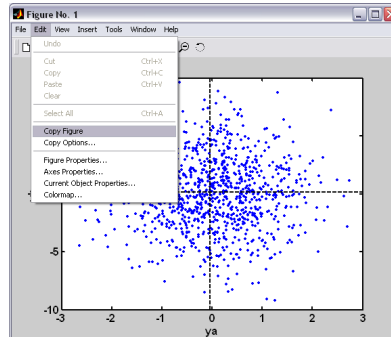 Figure No. 1
File Edit View Insert Tools Window Help
Undo
Cut Ctrl+X
Copy Ctrl+C
Paste Ctrl+V
Clear
Select All Ctrl+A
Copy Figure
Copy Options...
Figure Properties...
Axes Properties...
Current Object Properties...
Colormap...
-5
-10
-3 -2 -1 0 1 2 3
ya